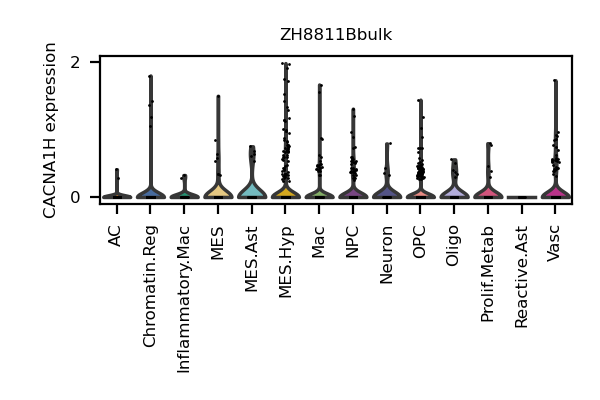 ZH8811Bbulk
CACNA1H expression
2
0
AC
Chromatin.Reg
Inflammatory.Mac
MES
MES.Ast
MES.Hyp
Mac
NPC
Neuron
OPC
Oligo
Prolif.Metab
Reactive.Ast
Vasc